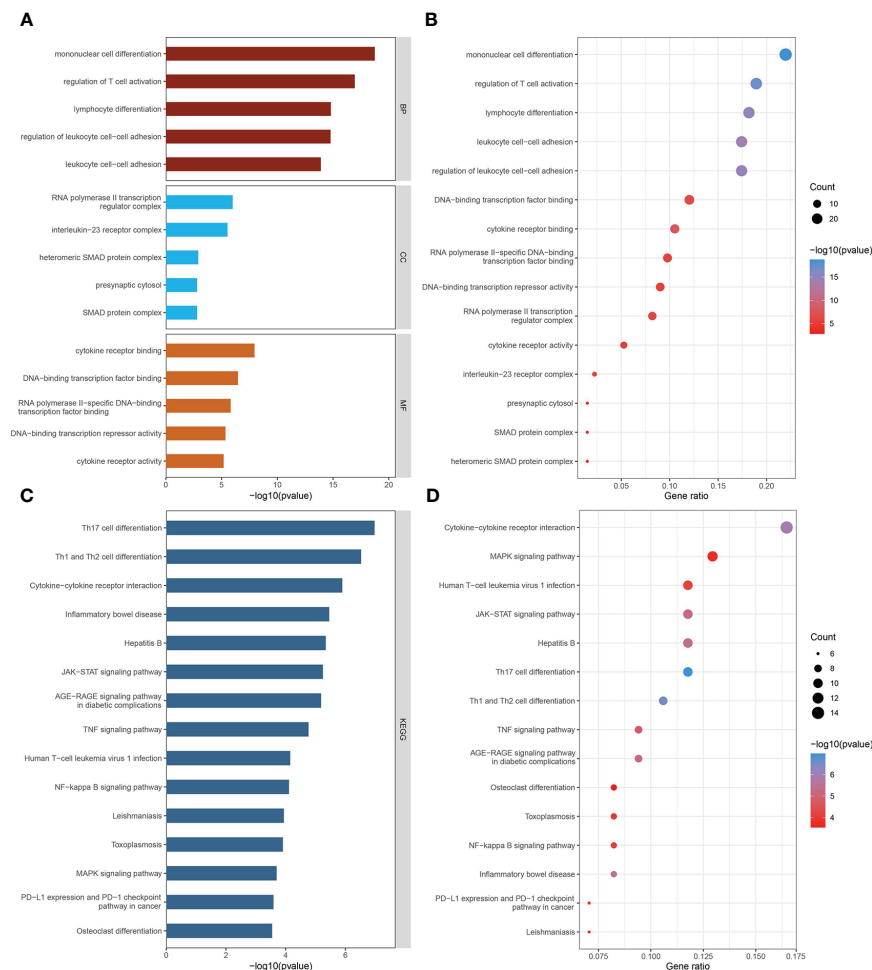 A
mononuclear cell differentiation
regulation of T cell activation
lymphocyte differentiation
regulation of leukocyte cell−cell adhesion
leukocyte cell−cell adhesion
BP
RNA polymerase II transcription
regulator complex
interleukin−23 receptor complex
heteromeric SMAD protein complex
presynaptic cytosol
SMAD protein complex
CC
cytokine receptor binding
DNA−binding transcription factor binding
RNA polymerase II−specific DNA−binding
transcription factor binding
DNA−binding transcription repressor activity
cytokine receptor activity
MF
0 5 10 15 20
−log10(pvalue)
B
mononuclear cell differentiation
regulation of T cell activation
lymphocyte differentiation
leukocyte cell−cell adhesion
regulation of leukocyte cell−cell adhesion
DNA−binding transcription factor binding
cytokine receptor binding
RNA polymerase II−specific DNA−binding
transcription factor binding
DNA−binding transcription repressor activity
RNA polymerase II transcription
regulator complex
cytokine receptor activity
interleukin−23 receptor complex
presynaptic cytosol
SMAD protein complex
heteromeric SMAD protein complex
0.05 0.10 0.15 0.20
Gene ratio
Count
10
20
−log10(pvalue)
15
10
5
C
Th17 cell differentiation
Th1 and Th2 cell differentiation
Cytokine−cytokine receptor interaction
Inflammatory bowel disease
Hepatitis B
JAK−STAT signaling pathway
AGE−RAGE signaling pathway
in diabetic complications
TNF signaling pathway
Human T−cell leukemia virus 1 infection
NF−kappa B signaling pathway
Leishmaniasis
Toxoplasmosis
MAPK signaling pathway
PD−L1 expression and PD−1 checkpoint
pathway in cancer
Osteoclast differentiation
KEGG
0 2 4 6
−log10(pvalue)
D
Cytokine−cytokine receptor interaction
MAPK signaling pathway
Human T−cell leukemia virus 1 infection
JAK−STAT signaling pathway
Hepatitis B
Th17 cell differentiation
Th1 and Th2 cell differentiation
TNF signaling pathway
AGE−RAGE signaling pathway
in diabetic complications
Osteoclast differentiation
Toxoplasmosis
NF−kappa B signaling pathway
Inflammatory bowel disease
PD−L1 expression and PD−1 checkpoint
pathway in cancer
Leishmaniasis
0.075 0.100 0.125 0.150 0.175
Gene ratio
Count
6
8
10
12
14
−log10(pvalue)
6
5
4